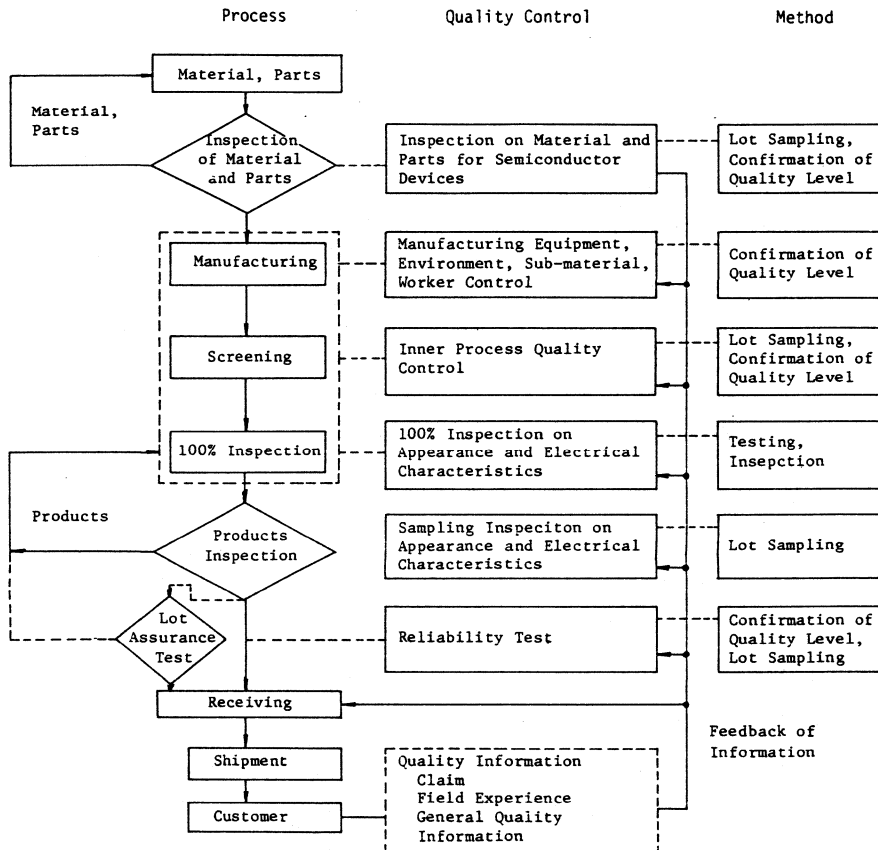 Process Quality Control Method
Material, Parts
Material,
Parts
Inspection
of Material
and Parts
Inspection on Material and
Parts for Semiconductor
Devices
Lot Sampling,
Confirmation of
Quality Level
Manufacturing
Manufacturing Equipment,
Environment, Sub-material,
Worker Control
Confirmation of
Quality Level
Screening
Inner Process Quality
Control
Lot Sampling,
Confirmation of
Quality Level
100% Inspection
100% Inspection on
Appearance and Electrical
Characteristics
Testing,
Insepction
Products
Products
Inspection
Sampling Inspeciton on
Appearance and Electrical
Characteristics
Lot Sampling
Lot
Assurance
Test
Reliability Test
Confirmation of
Quality Level,
Lot Sampling
Receiving
Feedback of
Information
Shipment
Customer
Quality Information
Claim
Field Experience
General Quality
Information